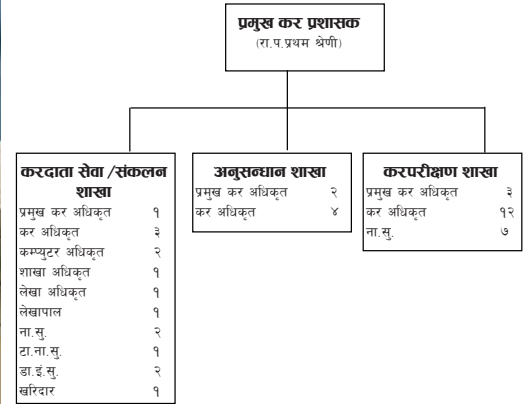 प्रमुख कर प्रशासक
(रा.प.प्रथम श्रेणी)
करदाता सेवा /संकलन
शाखा
प्रमुख कर अधिकृत १
कर अधिकृत ३
कम्प्युटर अधिकृत २
शाखा अधिकृत १
लेखा अधिकृत १
लेखापाल १
ना.सु. २
टा.ना.सु. १
डा.इं.सु. २
खरिदार १
अनुसन्धान शाखा
प्रमुख कर अधिकृत २
कर अधिकृत ४
करपरीक्षण शाखा
प्रमुख कर अधिकृत ३
कर अधिकृत १२
ना.सु. ७